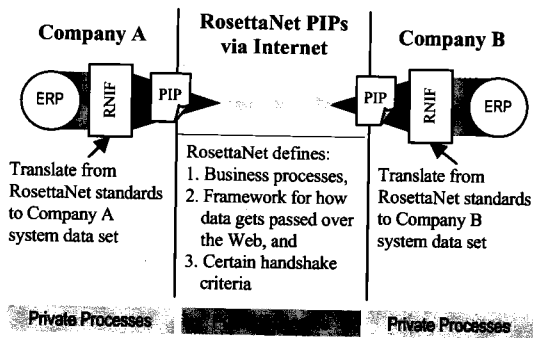 Company A
RosettaNet PIPs
via Internet
Company B
ERP
RNIF
PIP
PIP
RNIF
ERP
Translate from
RosettaNet standards
to Company A
system data set
RosettaNet defines:
1. Business processes,
2. Framework for how
data gets passed over
the Web, and
3. Certain handshake
criteria
Translate from
RosettaNet standards
to Company B
system data set
Private Processes
Private Processes